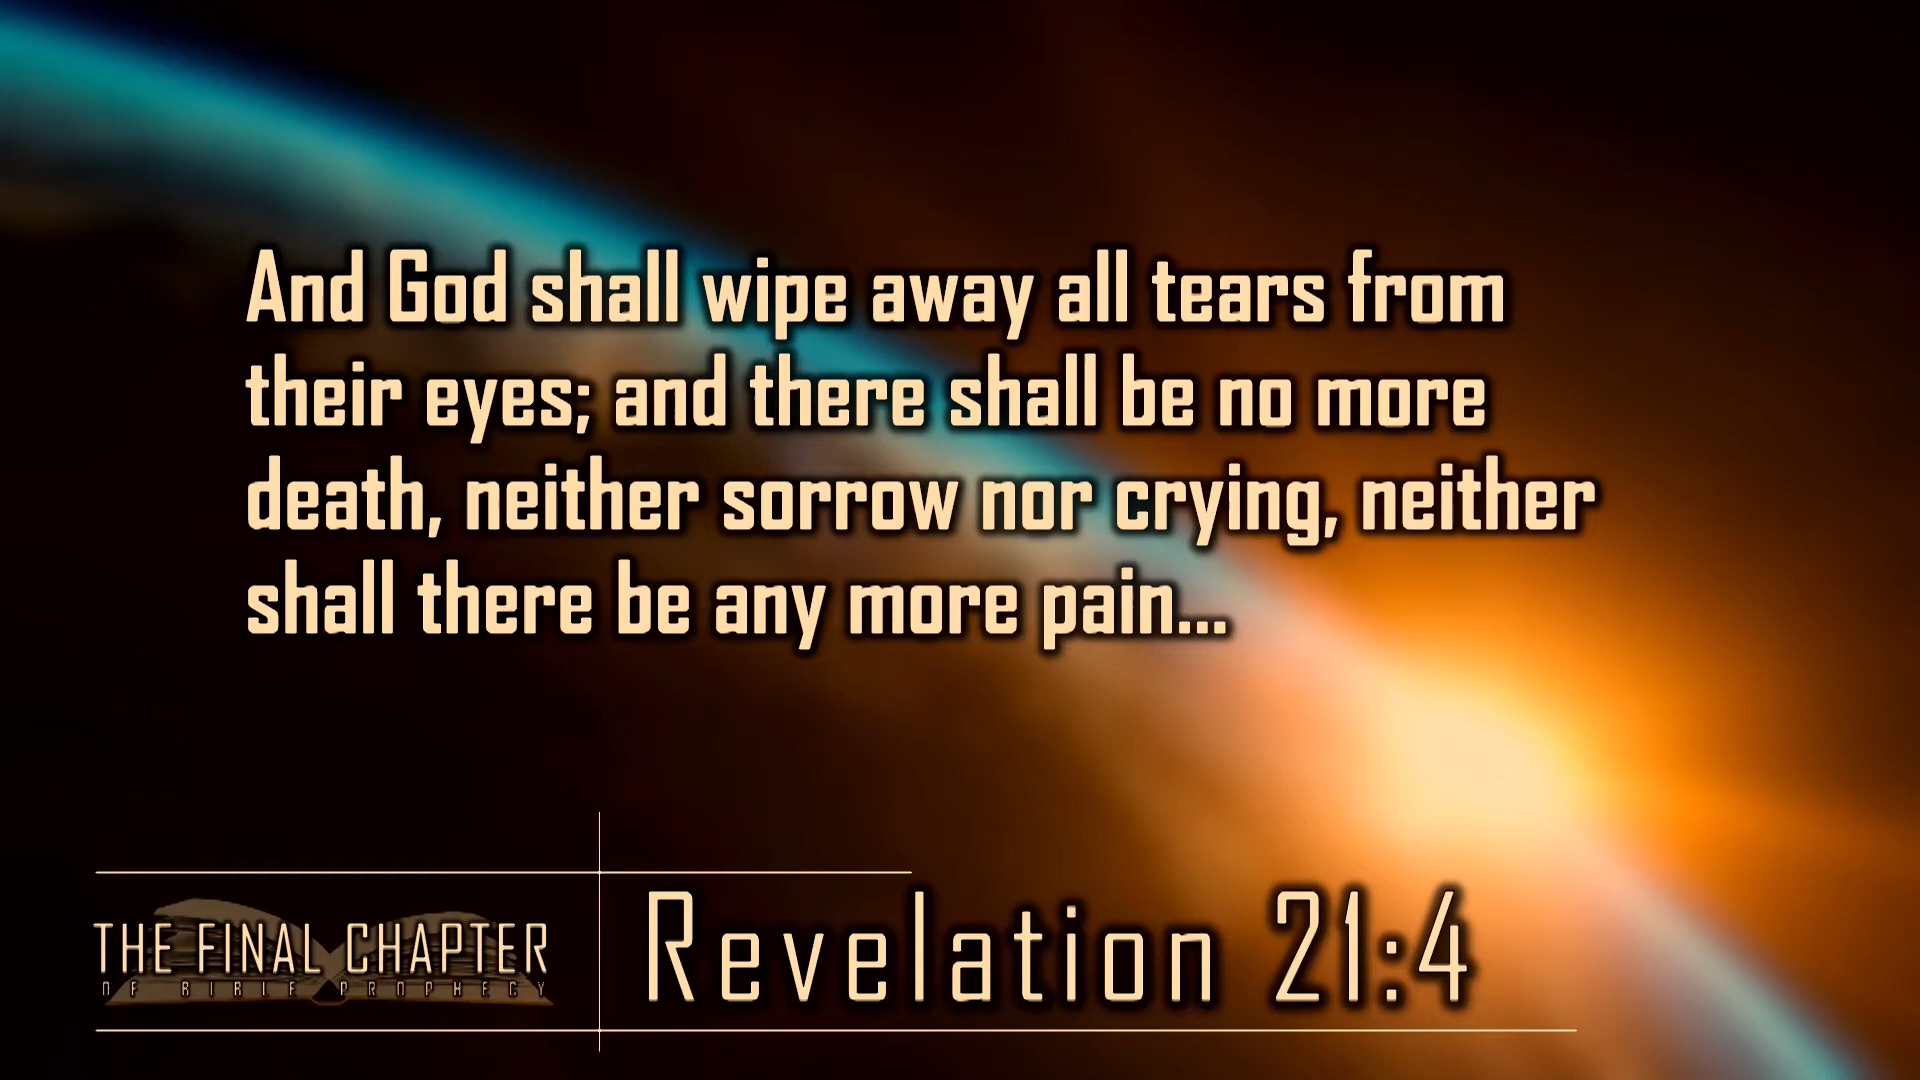 And God shall wipe away all tears from
their eyes; and there shall be no more
death, neither sorrow nor crying, neither
shall there be any more pain...
THE FINAL CHAPTER
OF BIBLE PROPHECY
Revelation 21:4